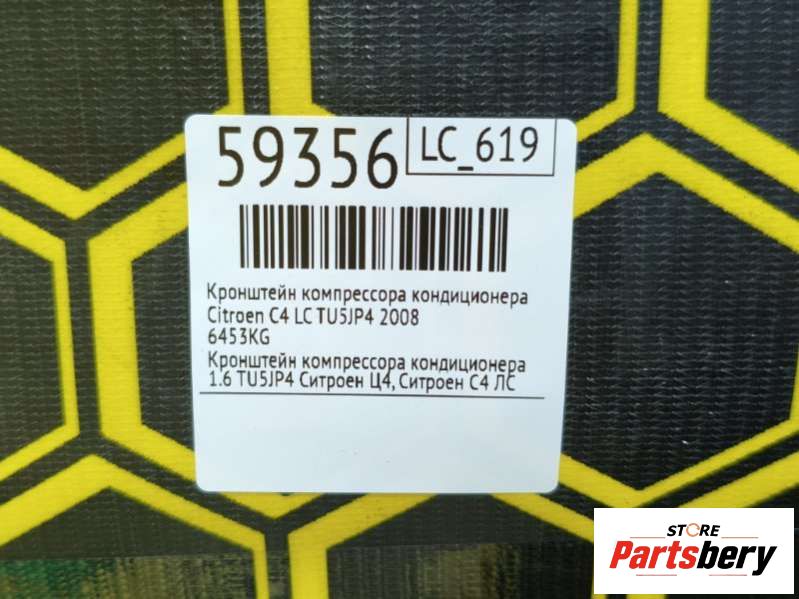 59356
LC_619
Кронштейн компрессора кондиционера
Citroen C4 LC TU5JP4 2008
6453KG
Кронштейн компрессора кондиционера
1.6 TU5JP4 Ситроен Ц4, Ситроен С4 ЛС
STORE
Partsbery